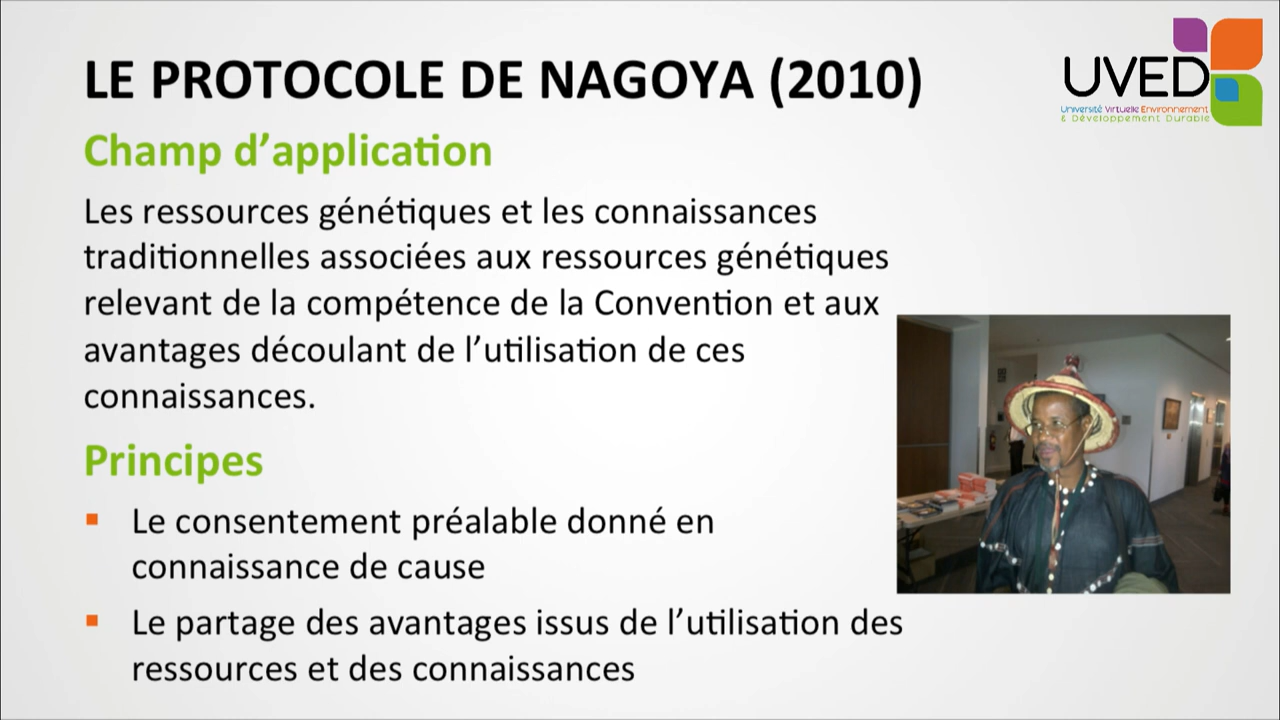 LE PROTOCOLE DE NAGOYA (2010)
UVED
Université Virtuelle Environnement
& Développement Durable
Champ d’application
Les ressources génétiques et les connaissances
traditionnelles associées aux ressources génétiques
relevant de la compétence de la Convention et aux
avantages découlant de l’utilisation de ces
connaissances.
Principes
▪ Le consentement préalable donné en
connaissance de cause
▪ Le partage des avantages issus de l’utilisation des
ressources et des connaissances